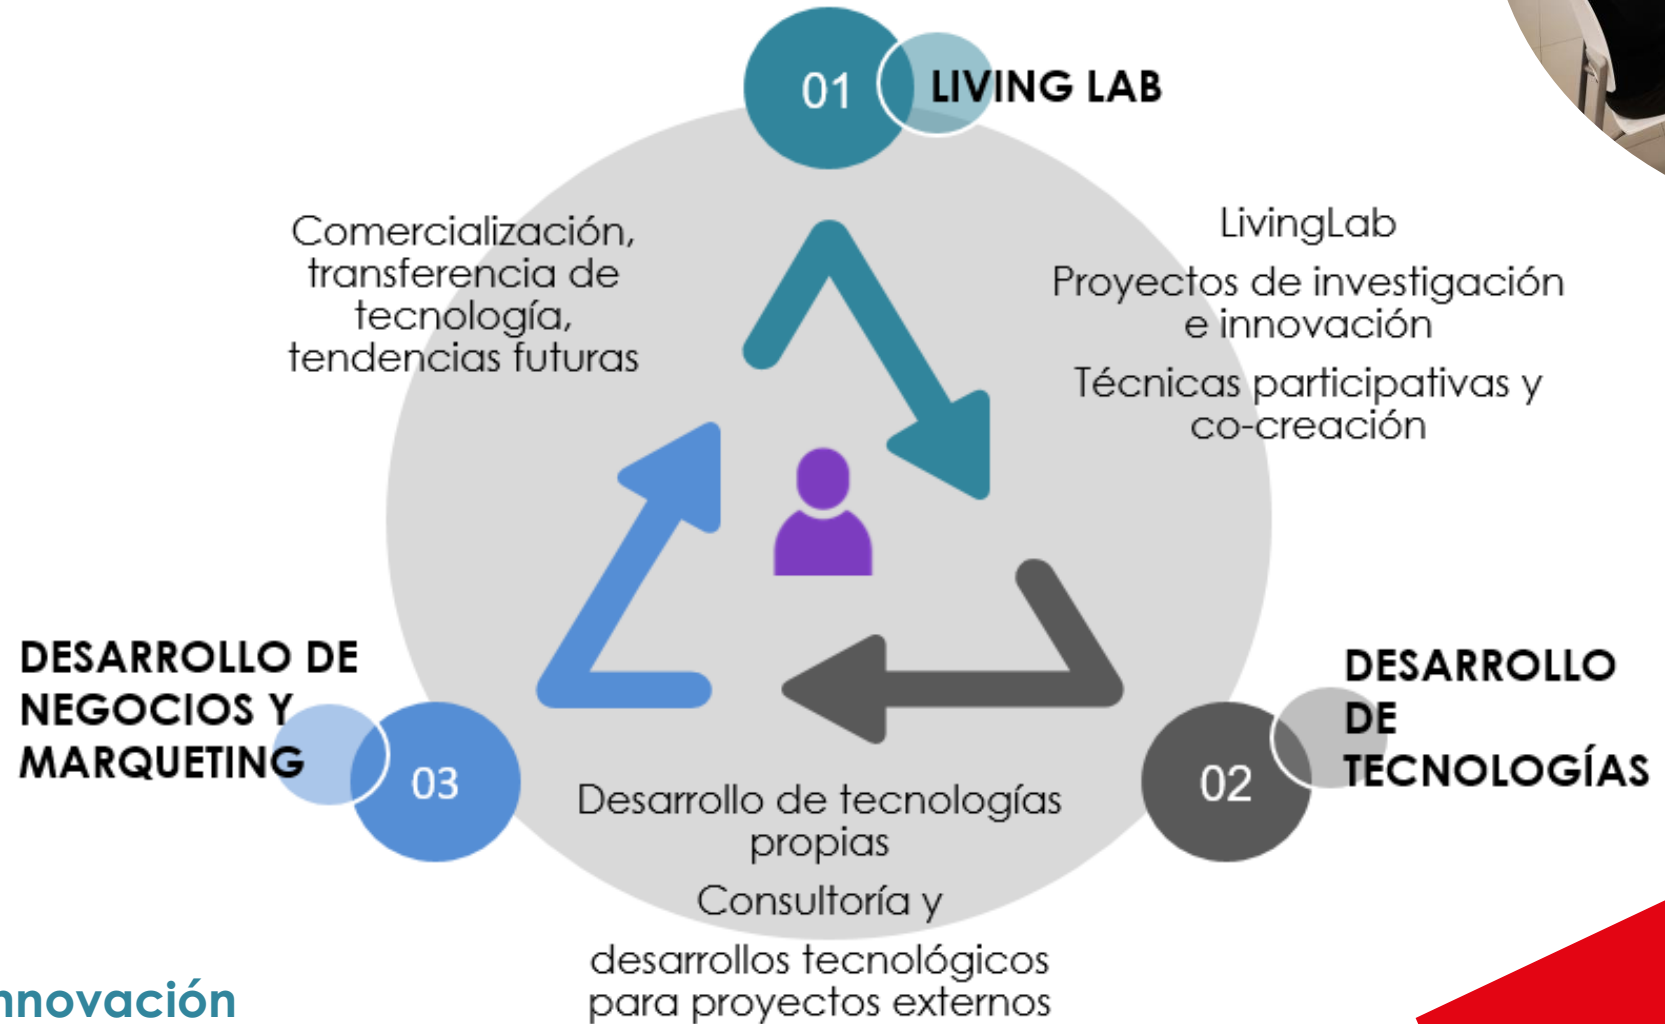 01
LIVING LAB
Comercialización,
transferencia de
tecnología,
tendencias futuras
LivingLab
Proyectos de investigación
e innovación
Técnicas participativas y
co-creación
DESARROLLO DE
NEGOCIOS Y
MARQUETING
03
02
DESARROLLO
DE
TECNOLOGÍAS
Desarrollo de tecnologías
propias
Consultoría y
desarrollos tecnológicos
para proyectos externos
nnovación